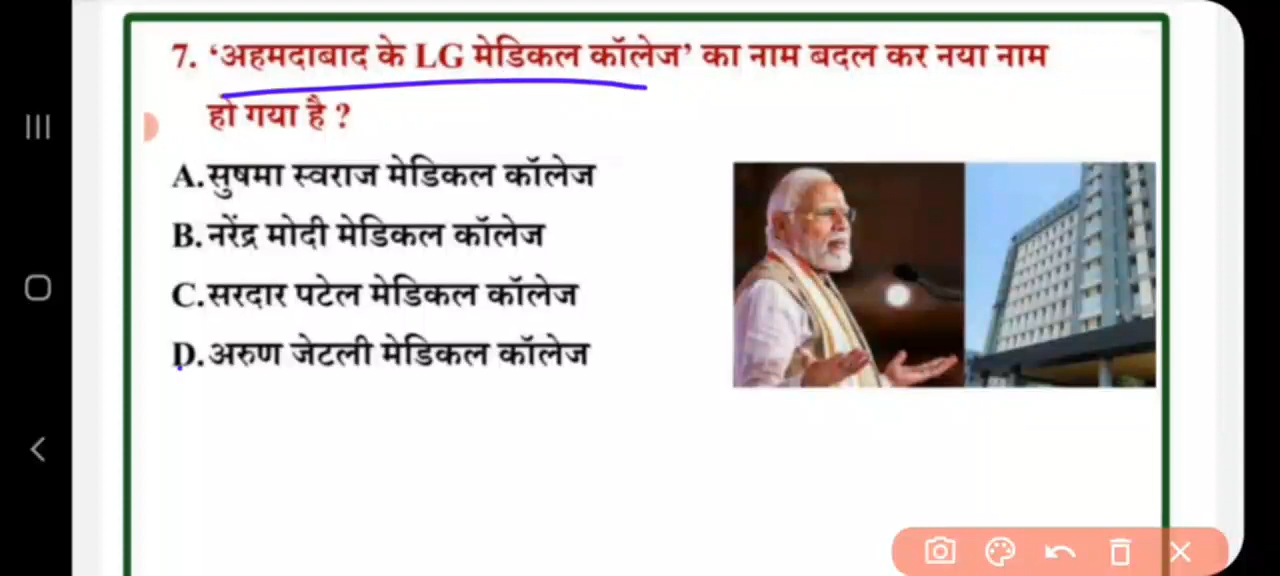 7. ‘अहमदाबाद के LG मेडिकल कॉलेज’ का नाम बदल कर नया नाम
हो गया है ?
A.सुषमा स्वराज मेडिकल कॉलेज
B. नरेंद्र मोदी मेडिकल कॉलेज
C.सरदार पटेल मेडिकल कॉलेज
D.अरुण जेटली मेडिकल कॉलेज